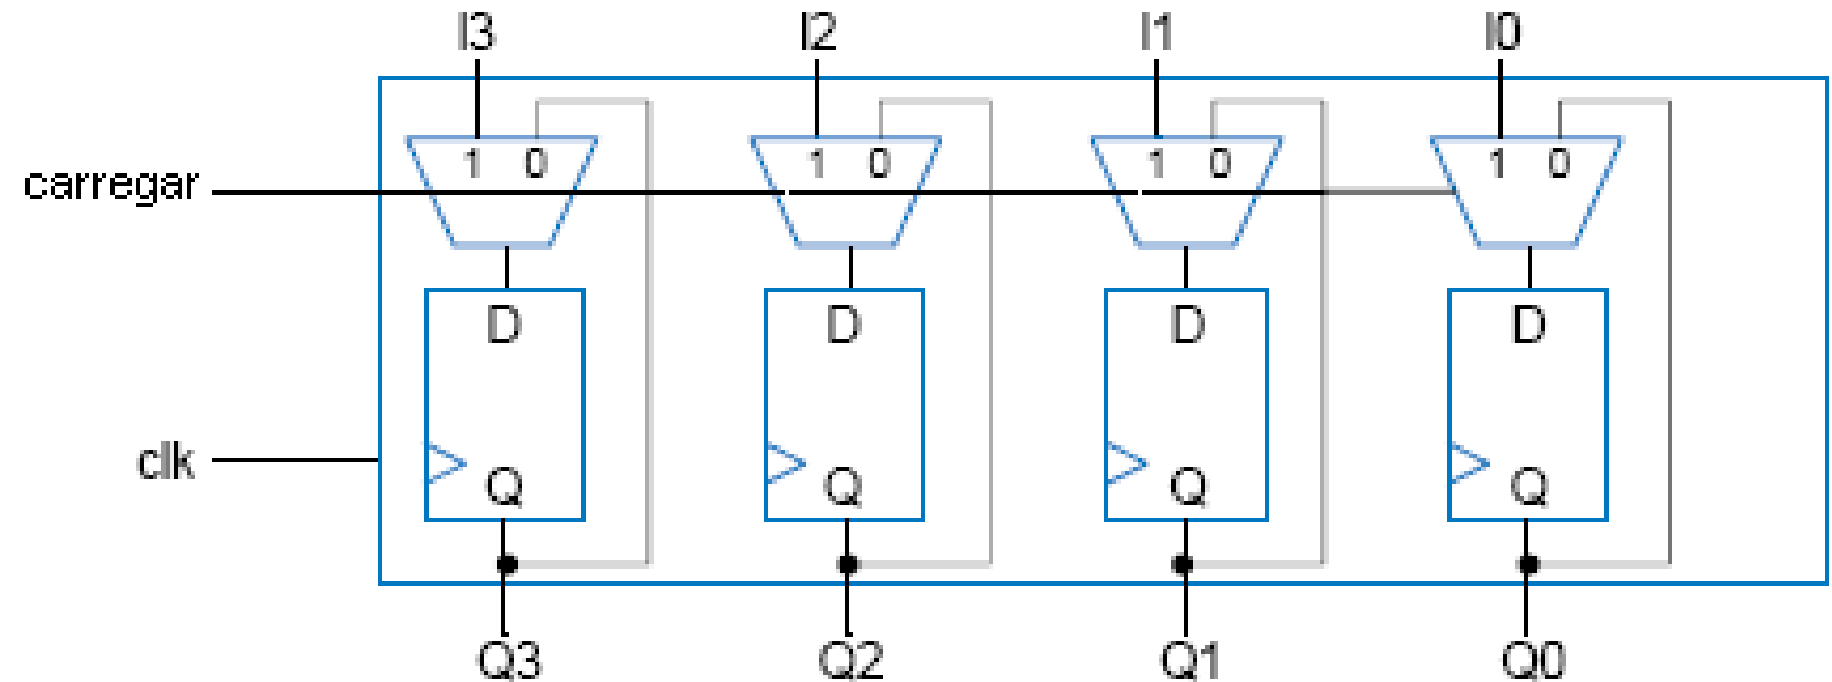 I3 I2 I1 I0
1 0 1 0 1 0 1 0
carregar
D D D D
clk
Q Q Q Q
Q3 Q2 Q1 Q0